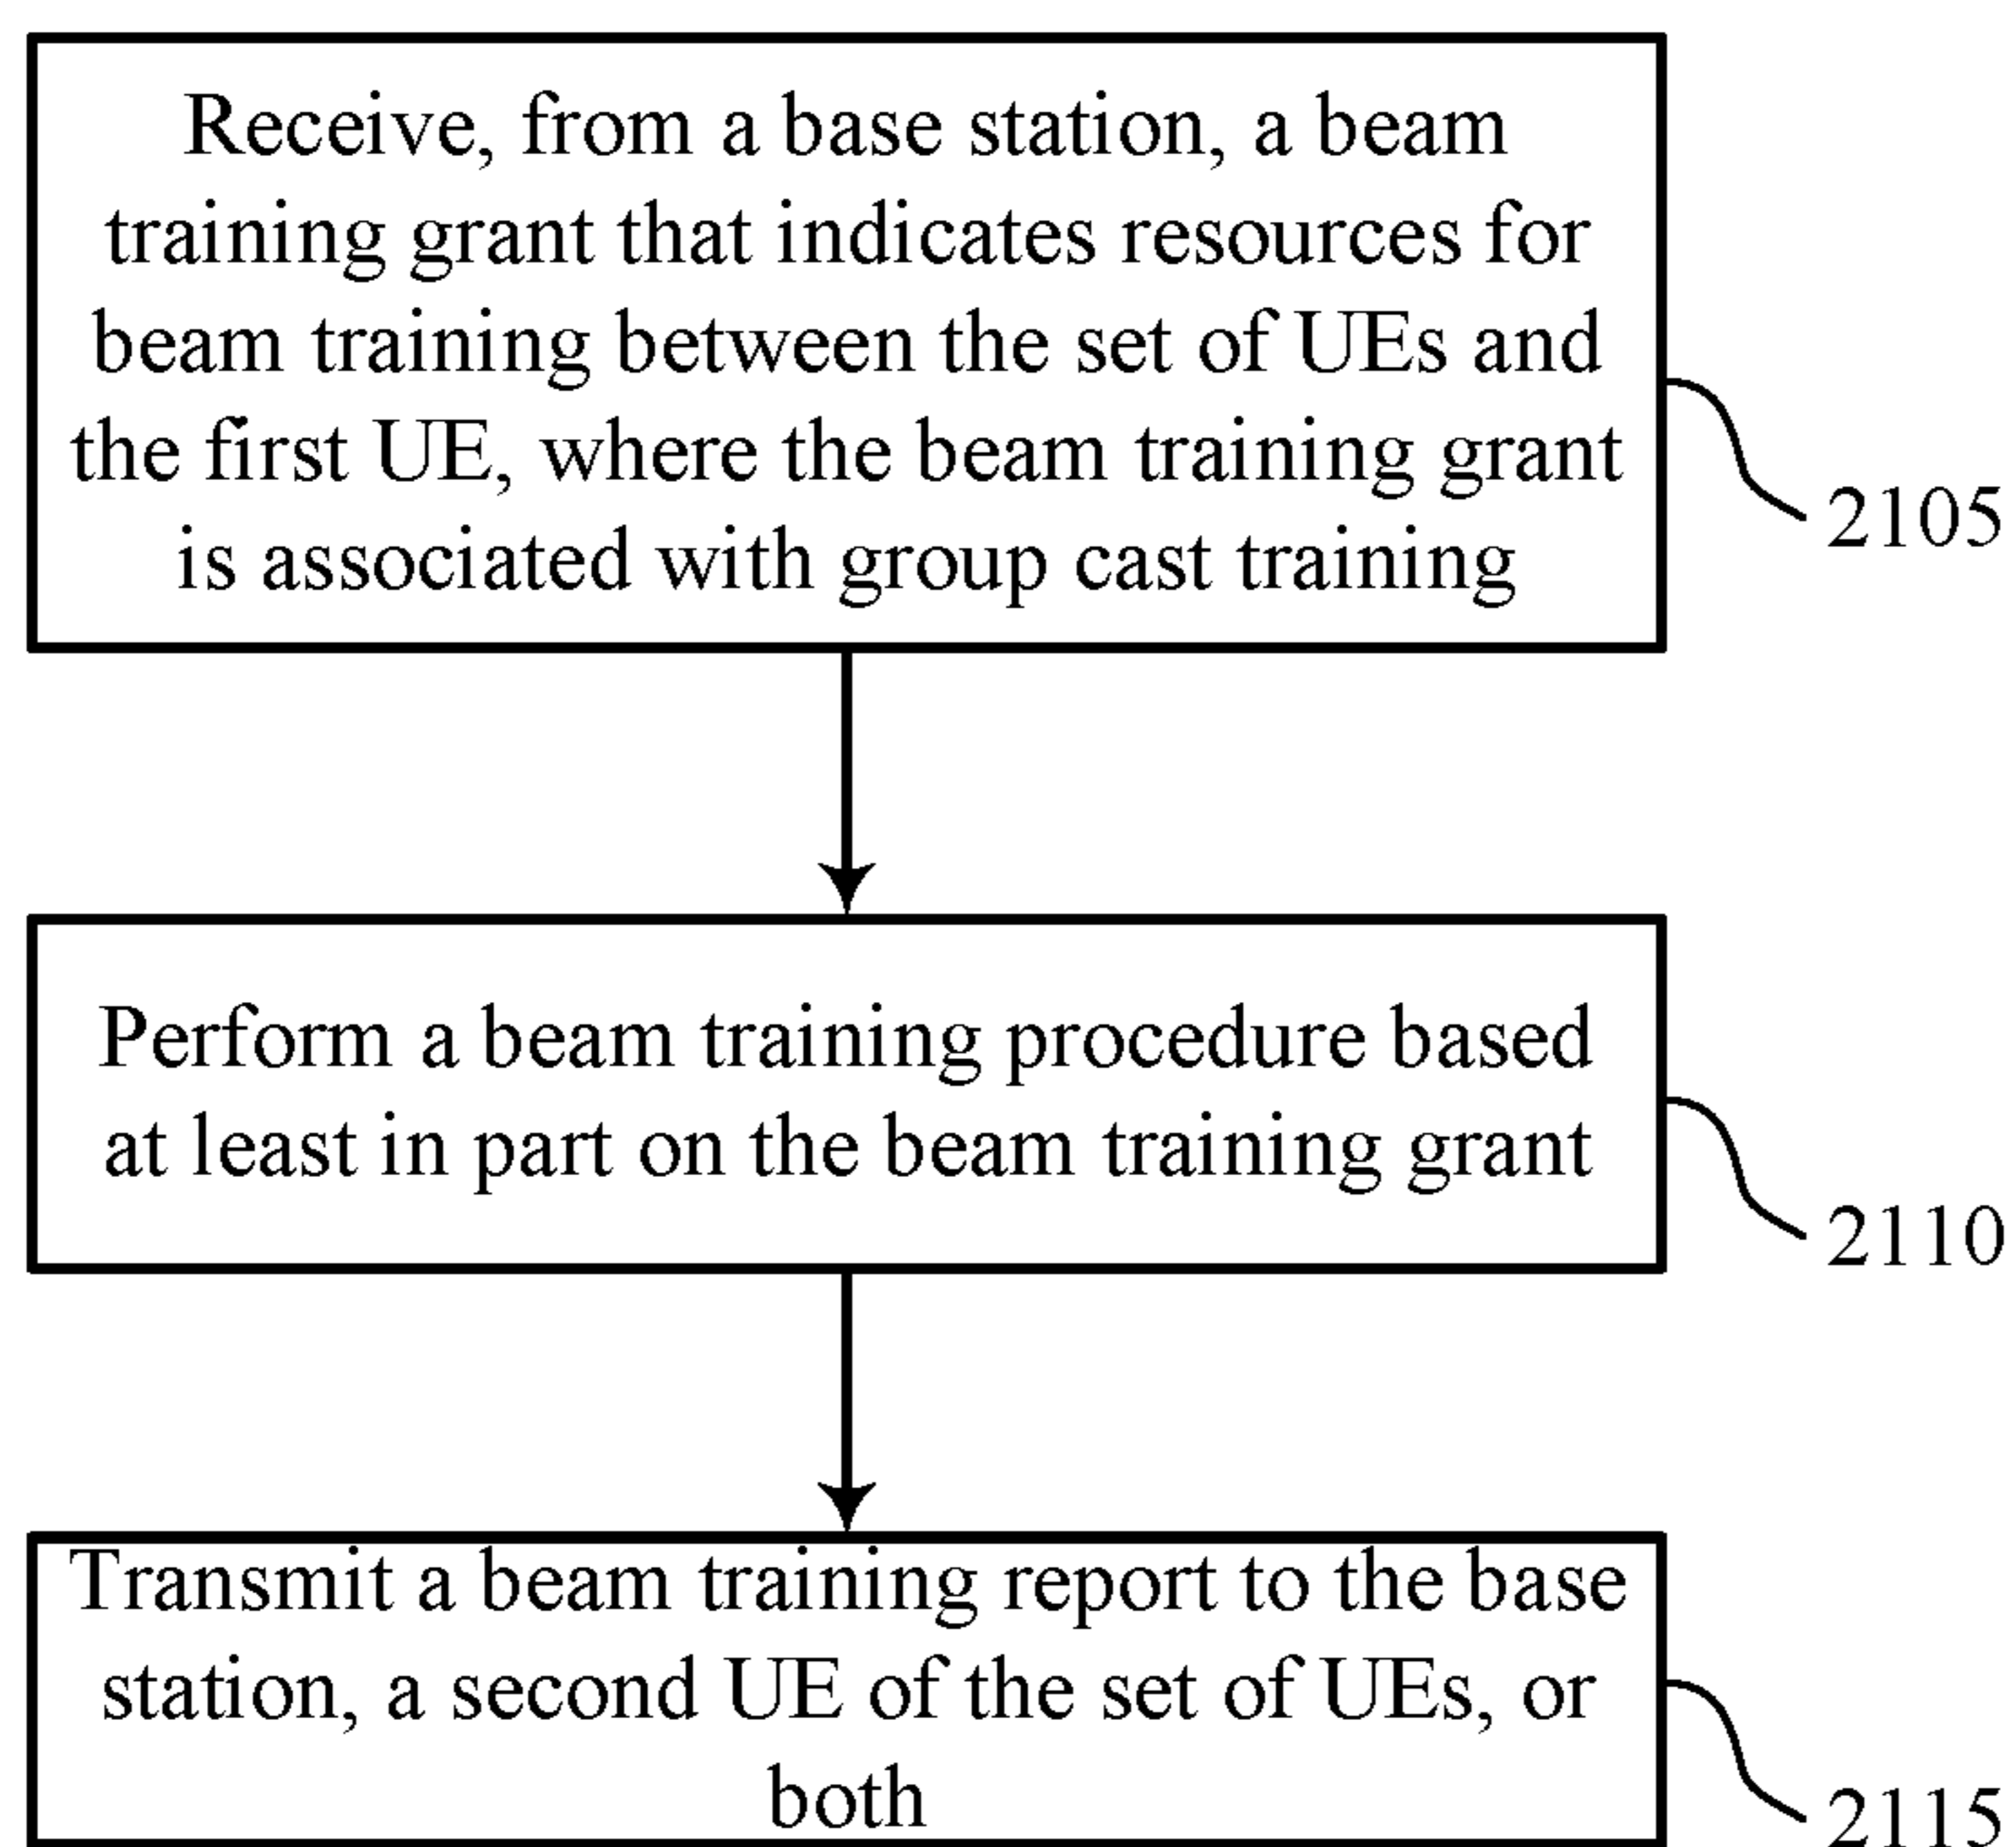 Receive, from a base station, a beam
training grant that indicates resources for
beam training between the set of UEs and
the first UE, where the beam training grant
is associated with group cast training
2105
Perform a beam training procedure based
at least in part on the beam training grant
2110
Transmit a beam training report to the base
station, a second UE of the set of UEs, or
both
2115